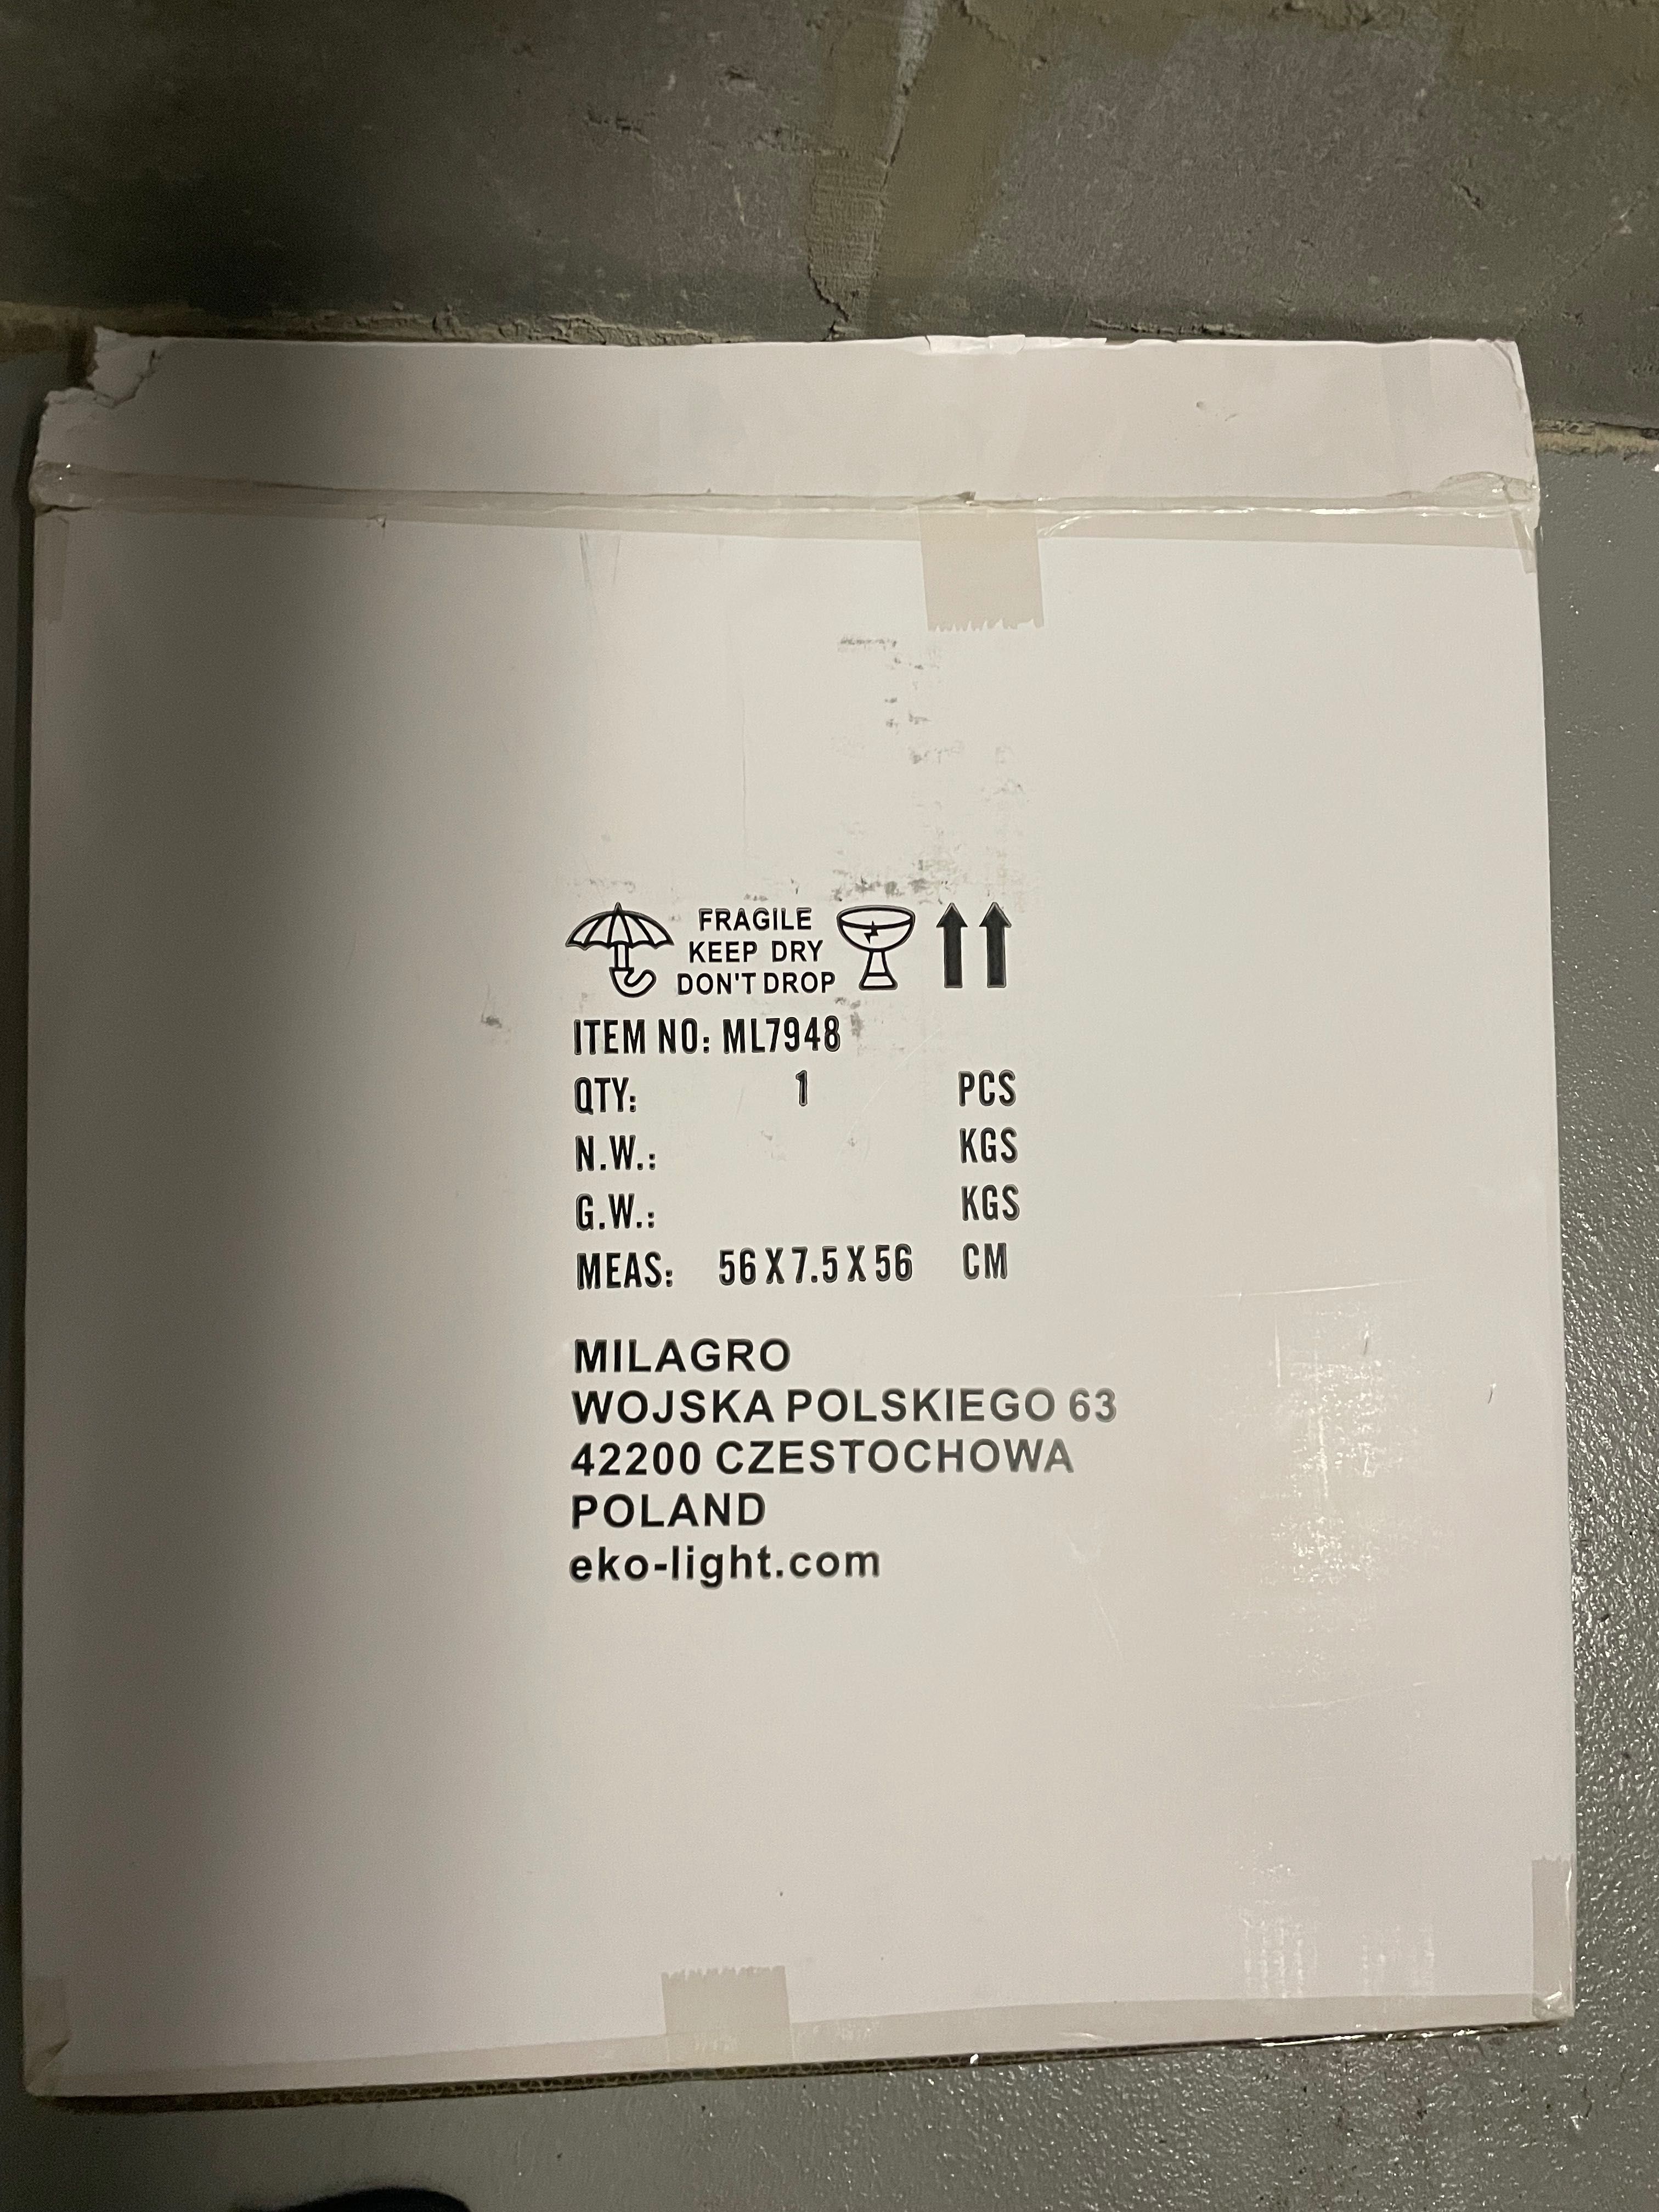 FRAGILE
KEEP DRY
DON'T DROP
ITEM NO: ML7948
QTY: 1 PCS
N.W.: KGS
G.W.: KGS
MEAS: 56 X 7.5 X 56 CM
MILAGRO
WOJSKA POLSKIEGO 63
42200 CZESTOCHOWA
POLAND
eko-light.com